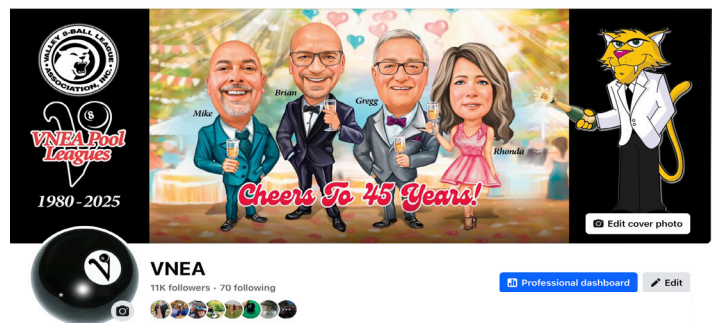 VALLEY 8-BALL LEAGUE
ASSOCIATION, INC.
8
VNEA Pool
Leagues
1980 - 2025
Mike
Brian
Gregg
Rhonda
Cheers To 45 Years!
Edit cover photo
VNEA
11K followers • 70 following
Professional dashboard
Edit